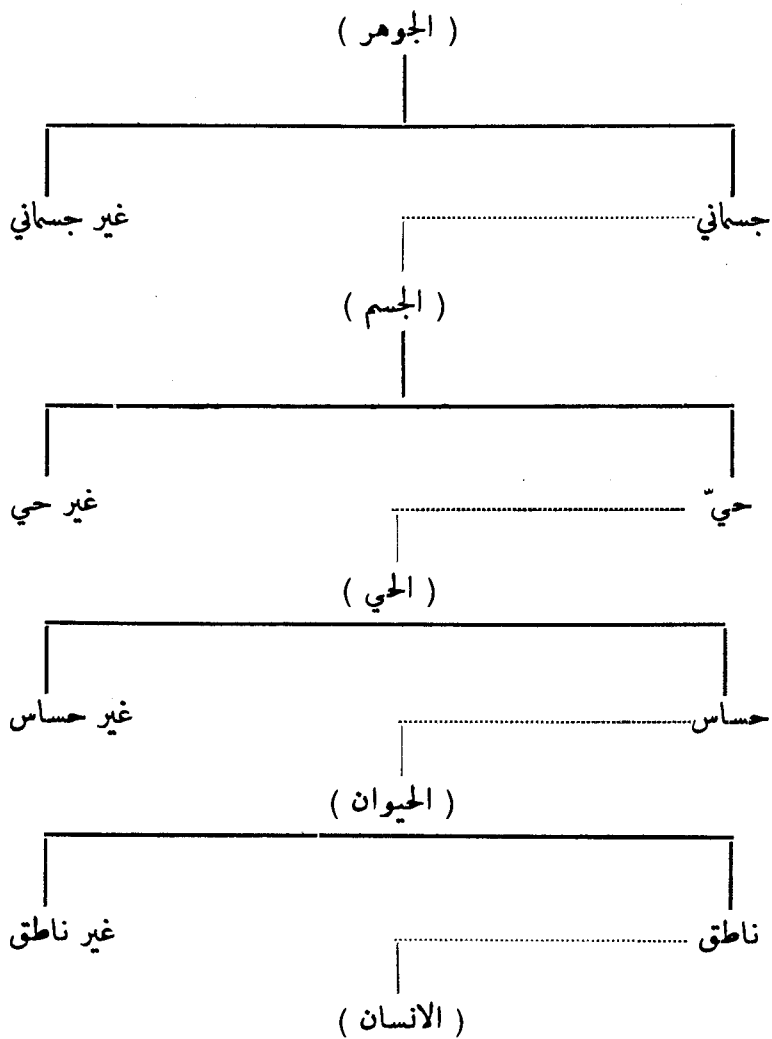 ( الجوهر )
جسماني غير جسماني
( الجسم )
حيّ غير حي
( الحي )
حساس غير حساس
( الحيوان )
ناطق غير ناطق
( الانسان )